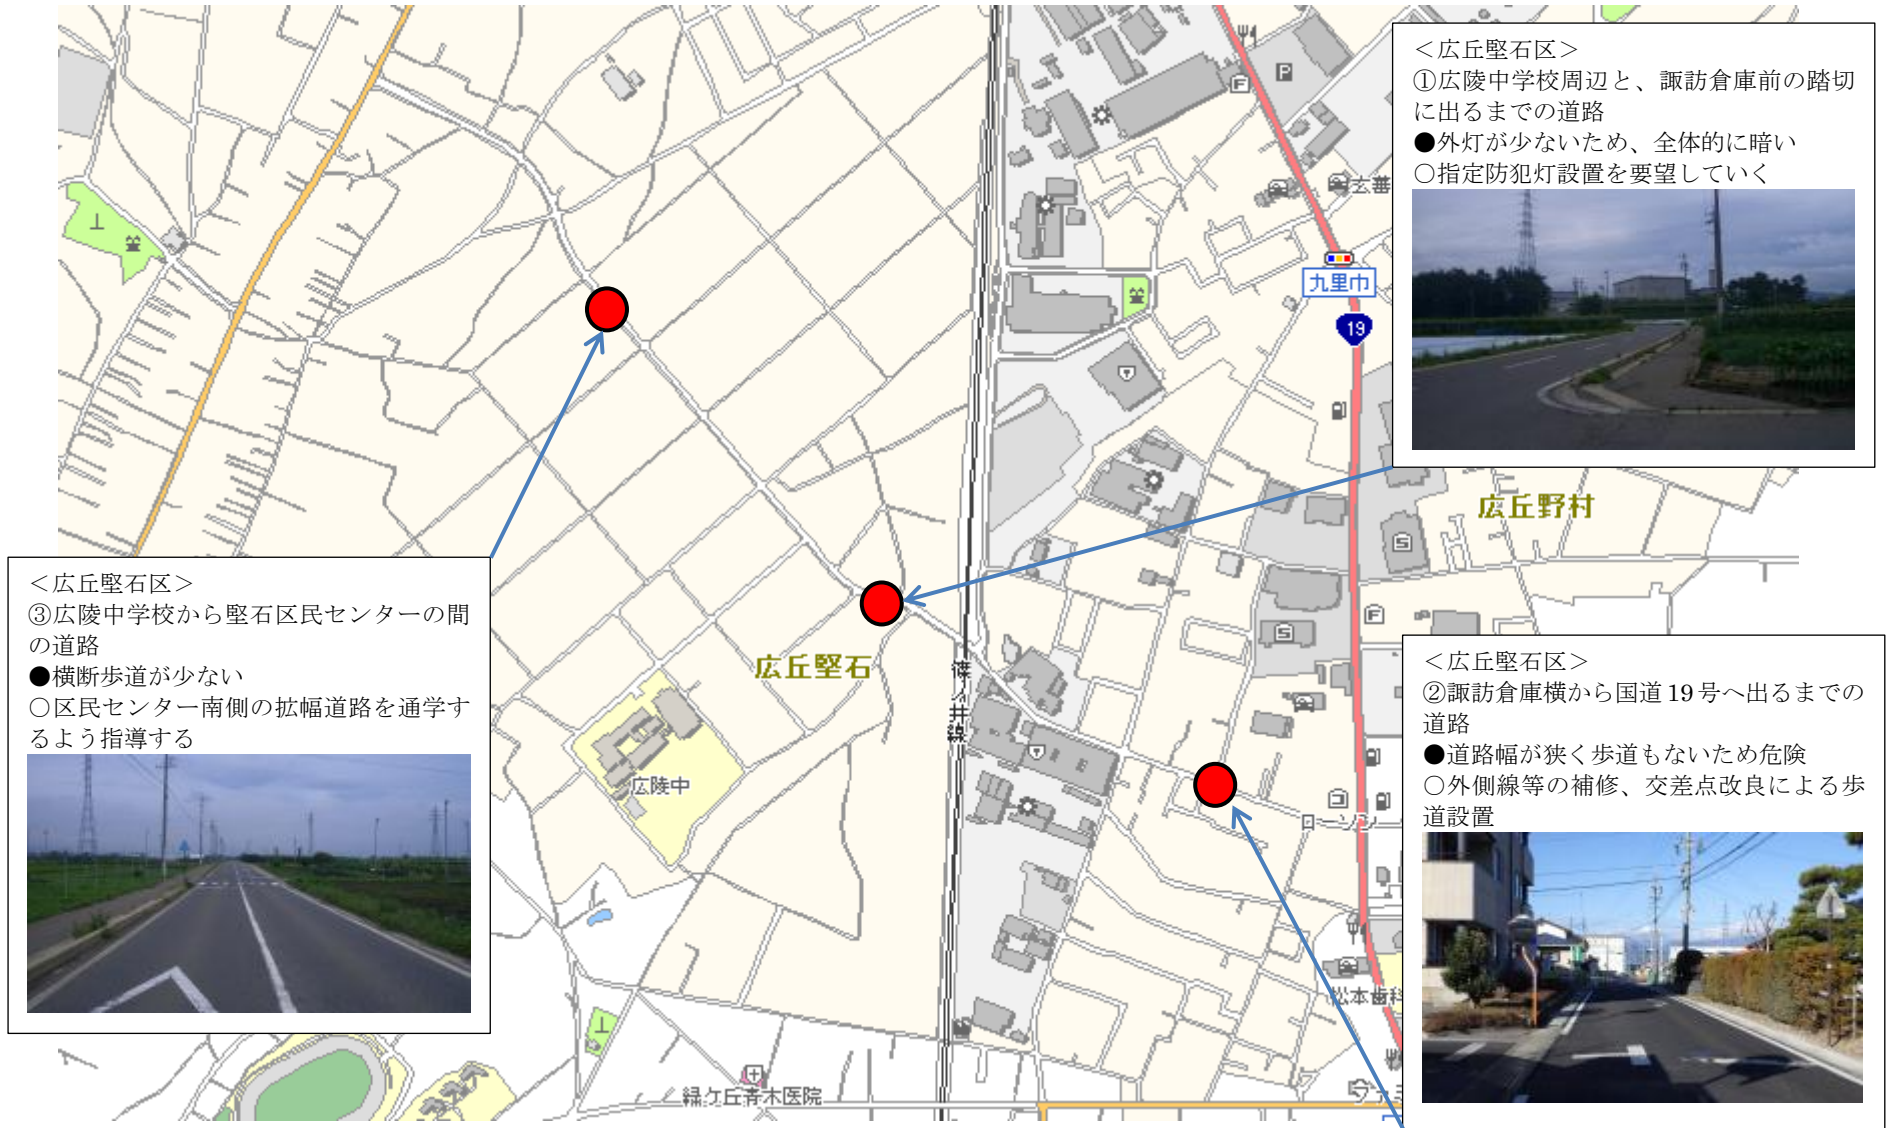 ＜広丘堅石区＞
①広陵中学校周辺と、諏訪倉庫前の踏切
に出るまでの道路
●外灯が少ないため、全体的に暗い
○指定防犯灯設置を要望していく
玄蕃
九里巾
19
広丘野村
＜広丘堅石区＞
③広陵中学校から堅石区民センターの間
の道路
●横断歩道が少ない
○区民センター南側の拡幅道路を通学す
るよう指導する
広丘堅石
篠ノ井線
広陵中
＜広丘堅石区＞
②諏訪倉庫横から国道19号へ出るまでの
道路
●道路幅が狭く歩道もないため危険
○外側線等の補修、交差点改良による歩
道設置
ローソン
松本歯科
緑ケ丘青木医院